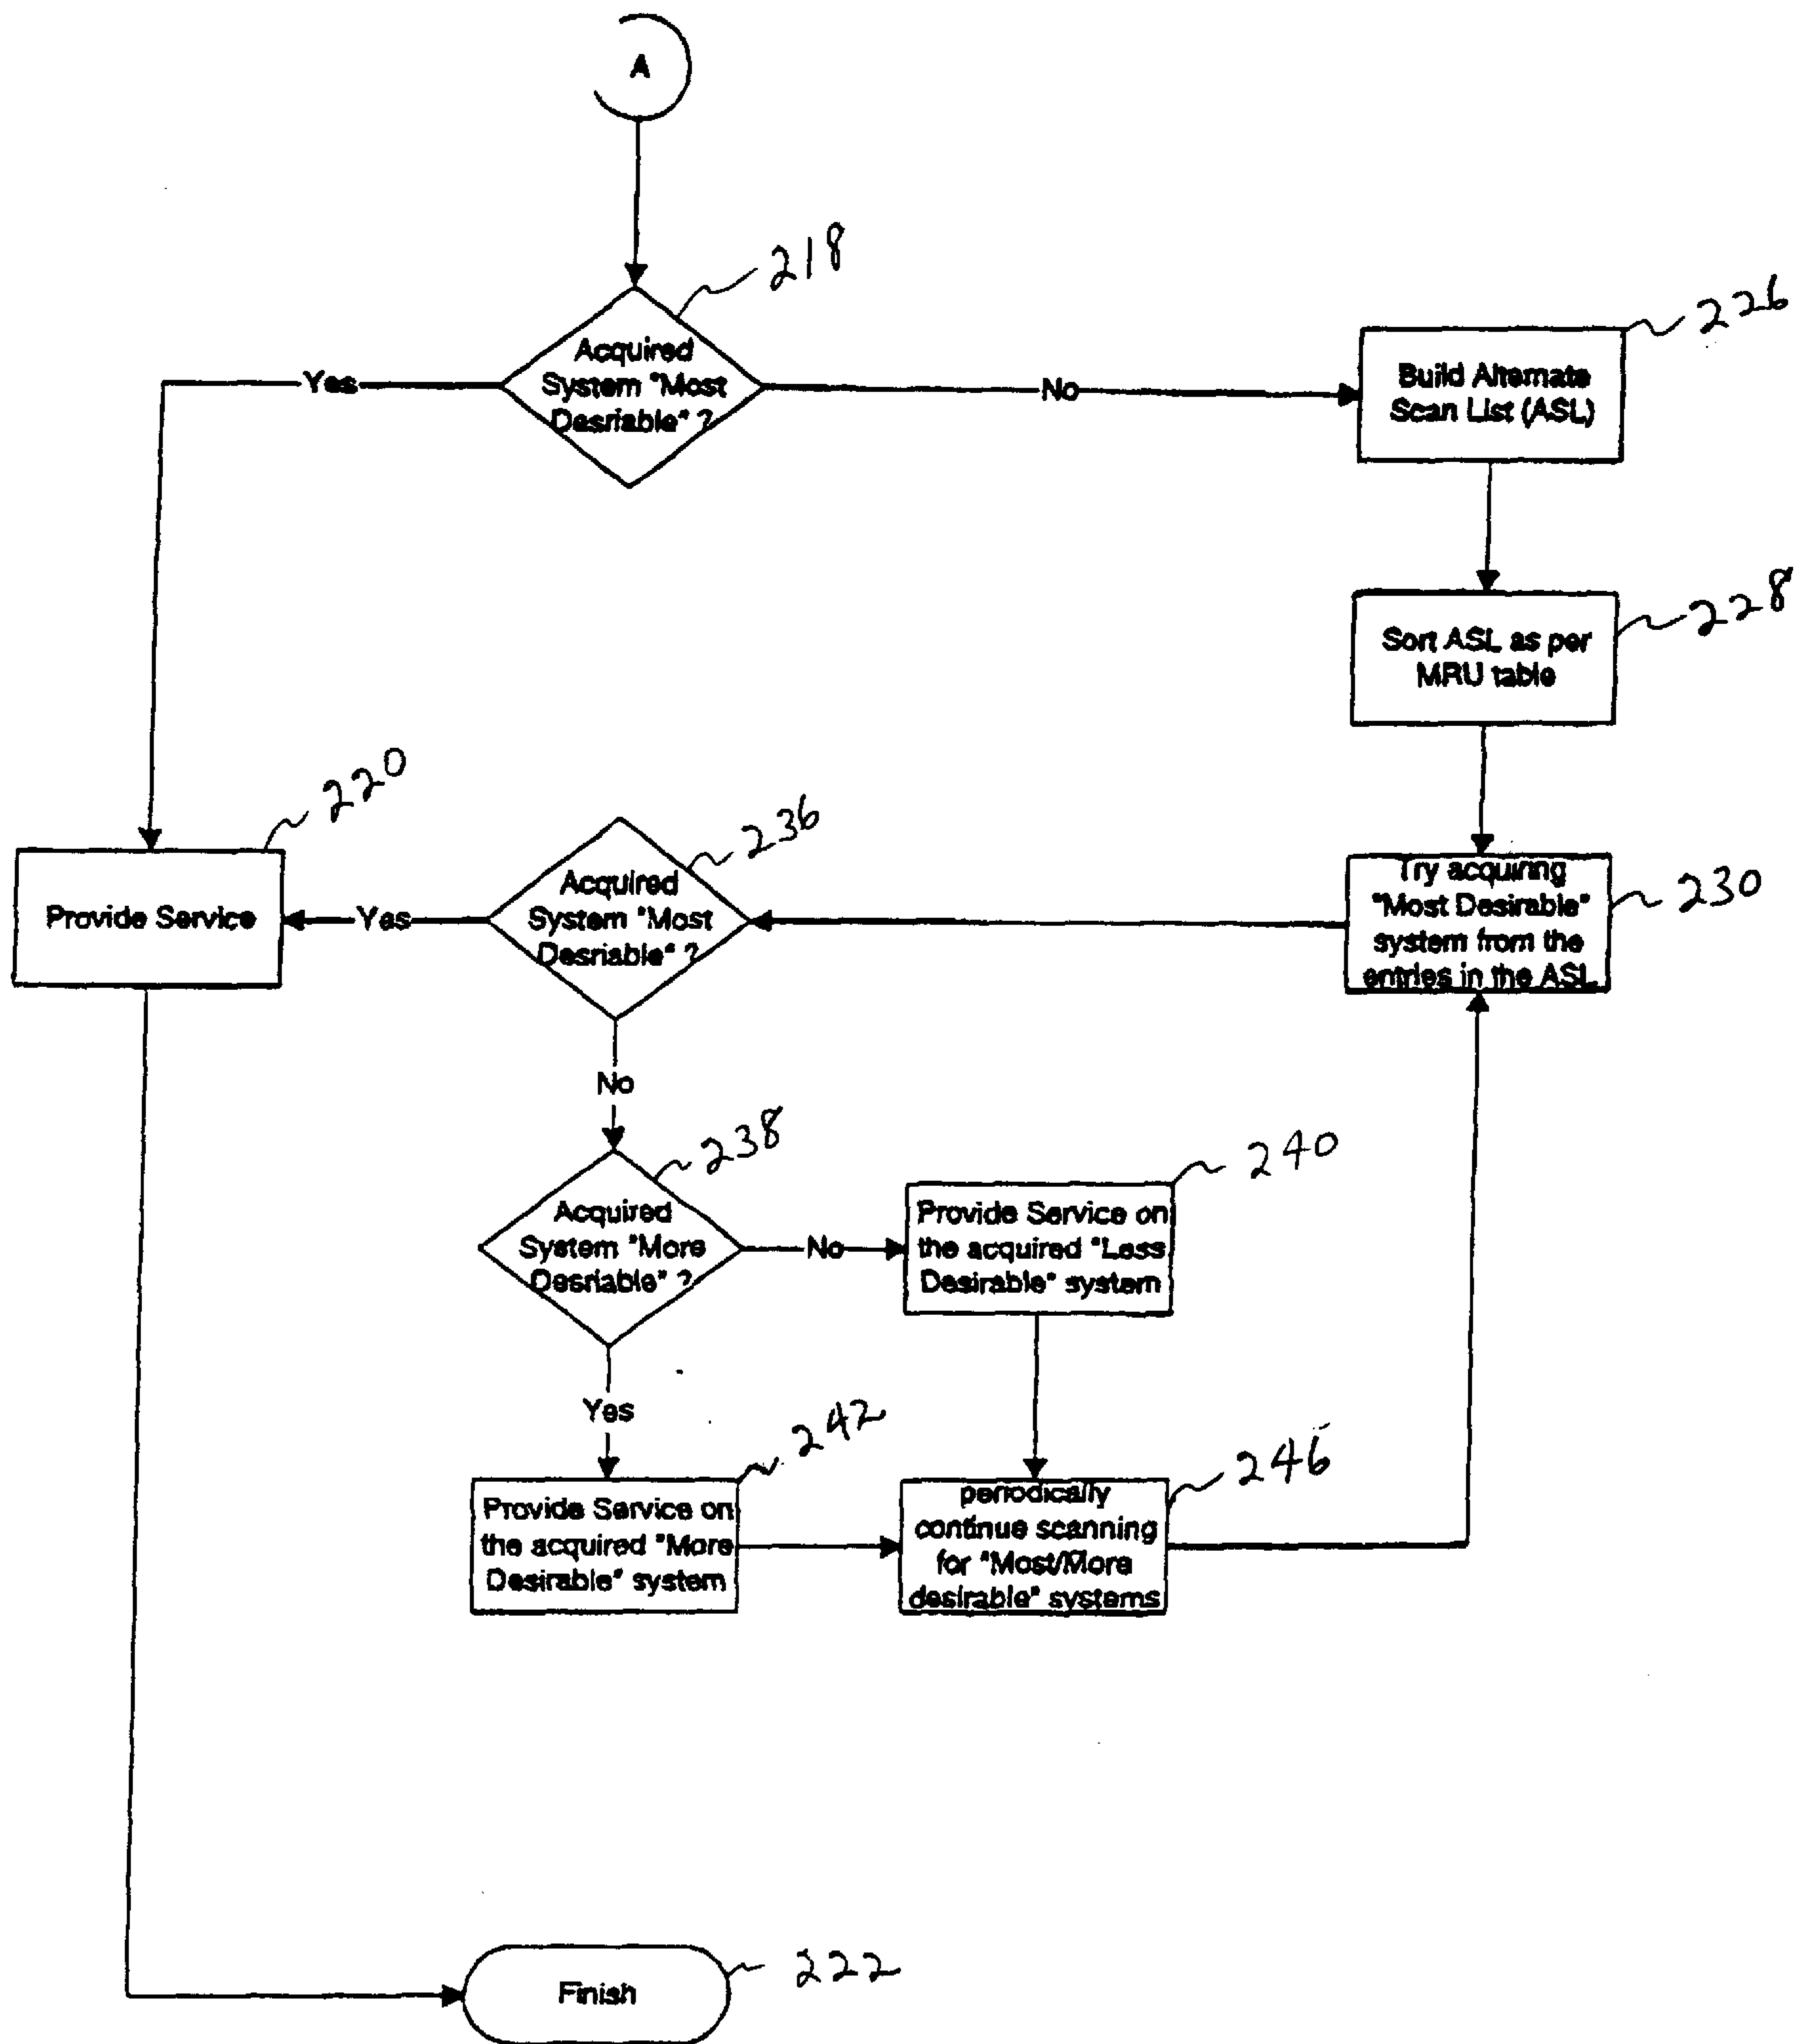 A
218
Acquired
System "Most
Desriable" ?
Yes
No
226
Build Alternate
Scan List (ASL)
228
Sort ASL as per
MRU table
220
Provide Service
Yes
236
Acquired
System "Most
Desriable" ?
Try acquiring
"Most Desirable"
system from the
entries in the ASL
230
No
238
Acquired
System "More
Desriable" ?
No
240
Provide Service on
the acquired "Less
Desirable" system
Yes
242
Provide Service on
the acquired "More
Desirable" system
246
periodically
continue scanning
for "Most/More
desirable" systems
Finish
222